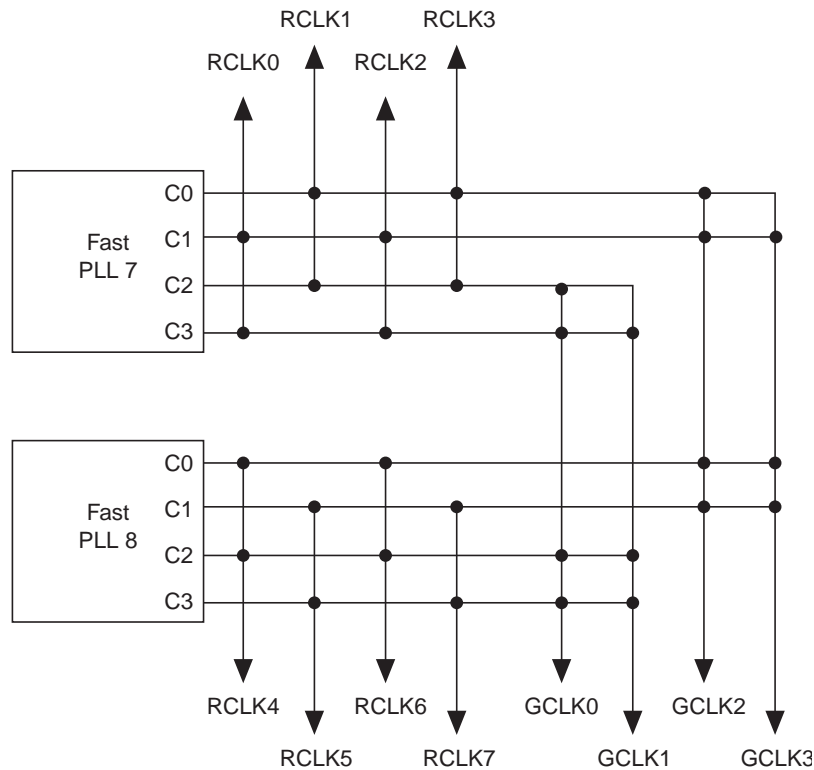 RCLK1 RCLK3
RCLK0 RCLK2
C0
Fast C1
PLL 7
C2
C3
C0
Fast C1
PLL 8
C2
C3
RCLK4 RCLK6 GCLK0 GCLK2
RCLK5 RCLK7 GCLK1 GCLK3